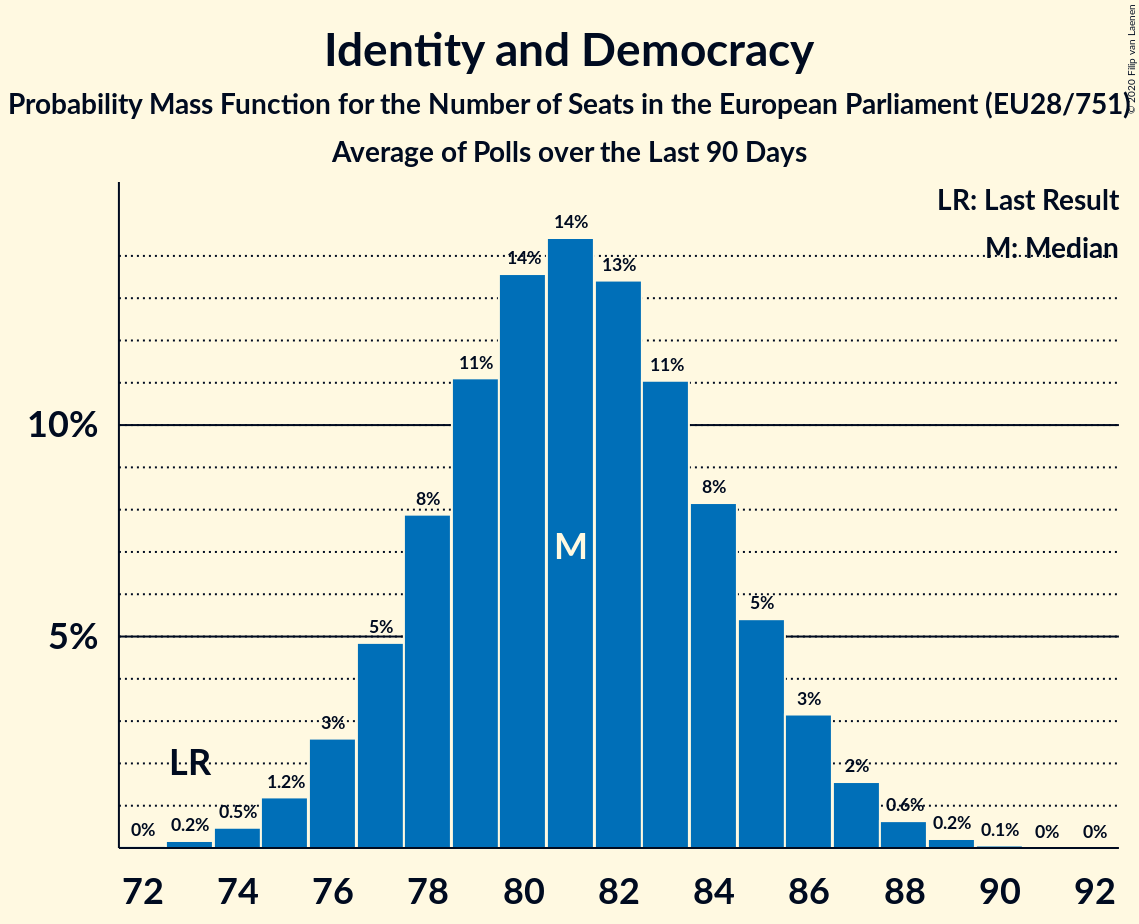 Identity and Democracy
Probability Mass Function for the Number of Seats in the European Parliament (EU28/751)
Average of Polls over the Last 90 Days
© 2020 Filip van Laenen
LR: Last Result
M: Median
10%
5%
0%
0.2%
0.5%
1.2%
3%
5%
8%
11%
14%
14%
13%
11%
8%
5%
3%
2%
0.6%
0.2%
0.1%
0%
0%
LR
M
72 74 76 78 80 82 84 86 88 90 92